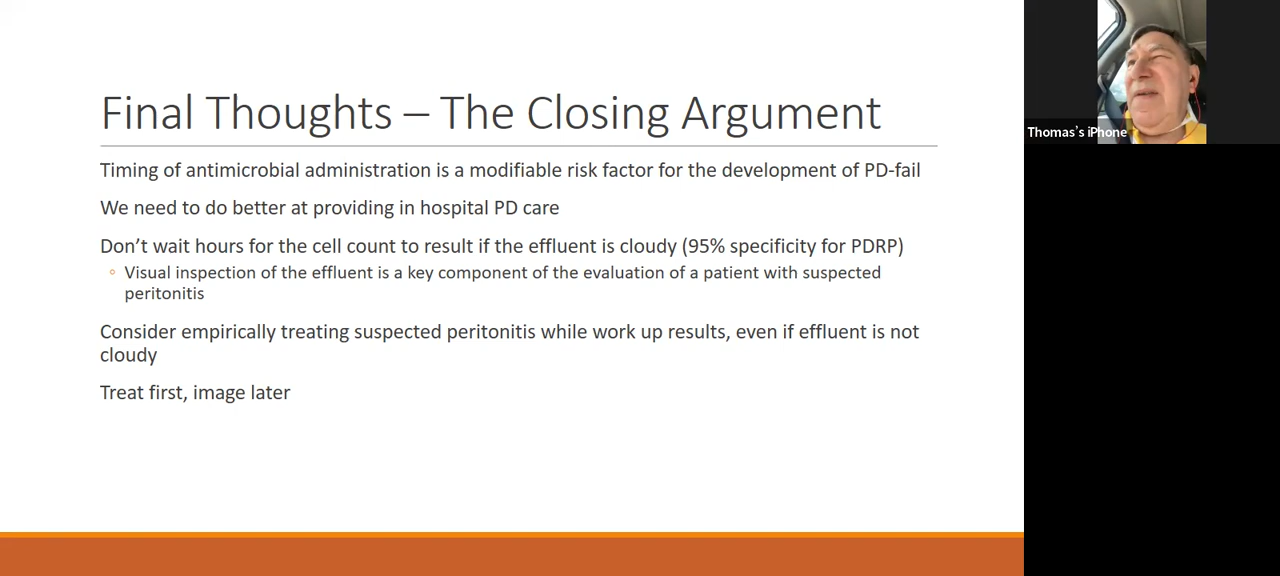 Final Thoughts – The Closing Argument
Timing of antimicrobial administration is a modifiable risk factor for the development of PD-fail
We need to do better at providing in hospital PD care
Don’t wait hours for the cell count to result if the effluent is cloudy (95% specificity for PDRP)
◦ Visual inspection of the effluent is a key component of the evaluation of a patient with suspected
peritonitis
Consider empirically treating suspected peritonitis while work up results, even if effluent is not
cloudy
Treat first, image later
Thomas’s iPhone